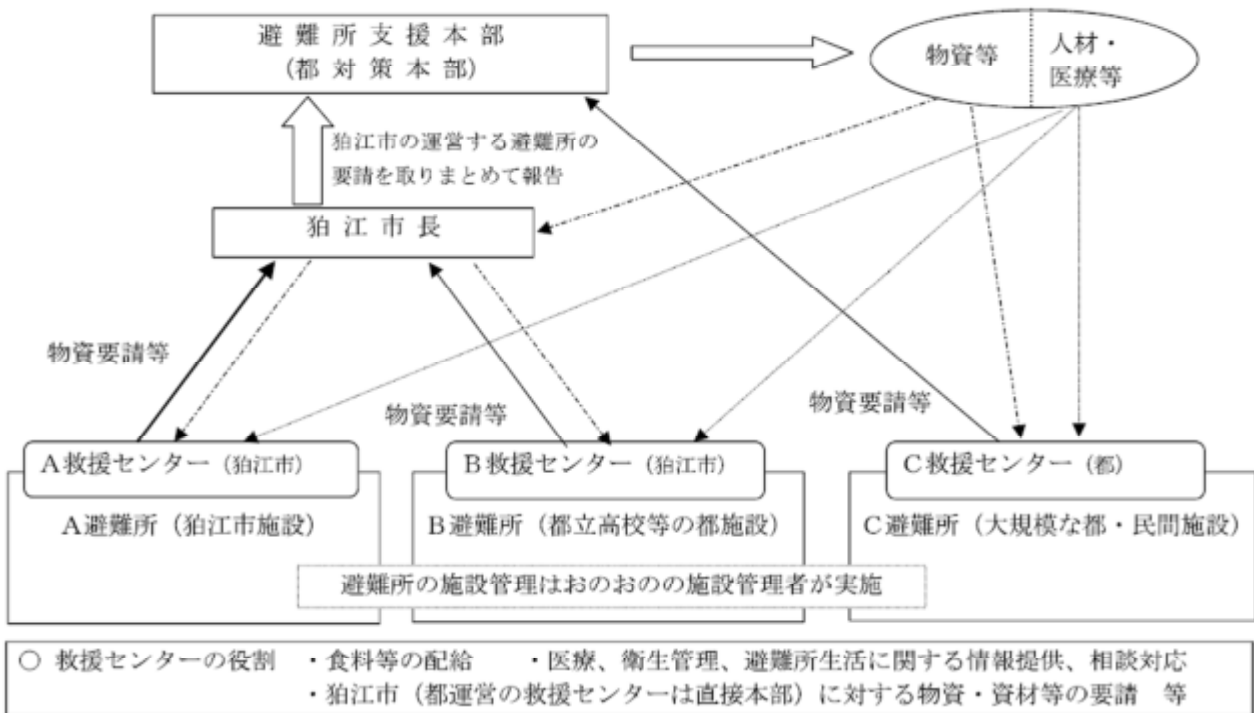 避難所支援本部
(都対策本部)
物資等
人材・
医療等
狛江市の運営する避難所の
要請を取りまとめて報告
狛江市長
物資要請等
物資要請等
物資要請等
A救援センター（狛江市）
B救援センター（狛江市）
C救援センター（都）
A避難所（狛江市施設）
B避難所（都立高校等の都施設）
C避難所（大規模な都・民間施設）
避難所の施設管理はおのおのの施設管理者が実施
○ 救援センターの役割 ・食料等の配給 ・医療、衛生管理、避難所生活に関する情報提供、相談対応
・狛江市（都運営の救援センターは直接本部）に対する物資・資材等の要請 等